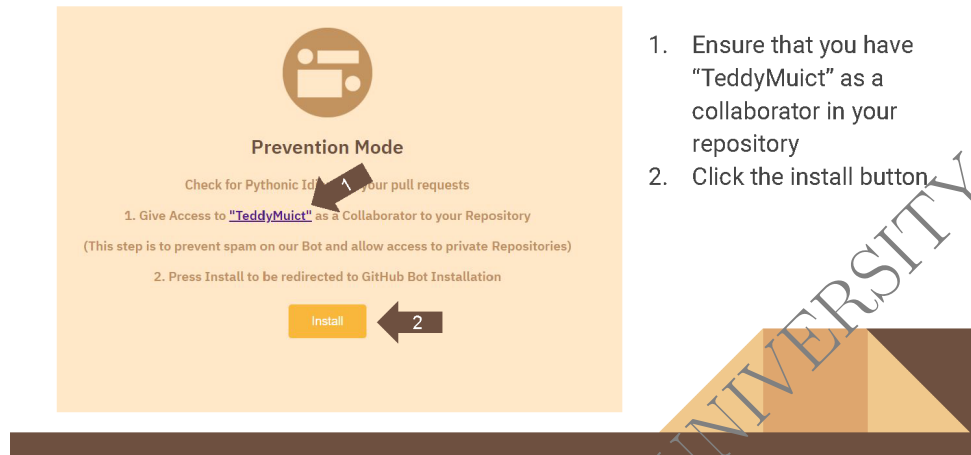 Prevention Mode
Check for Pythonic your pull requests
1
1. Give Access to "TeddyMuict" as a Collaborator to your Repository
(This step is to prevent spam on our Bot and allow access to private Repositories)
2. Press Install to be redirected to GitHub Bot Installation
Install
2
1. Ensure that you have
“TeddyMuict” as a
collaborator in your
repository
2. Click the install button
UNIVERSITY